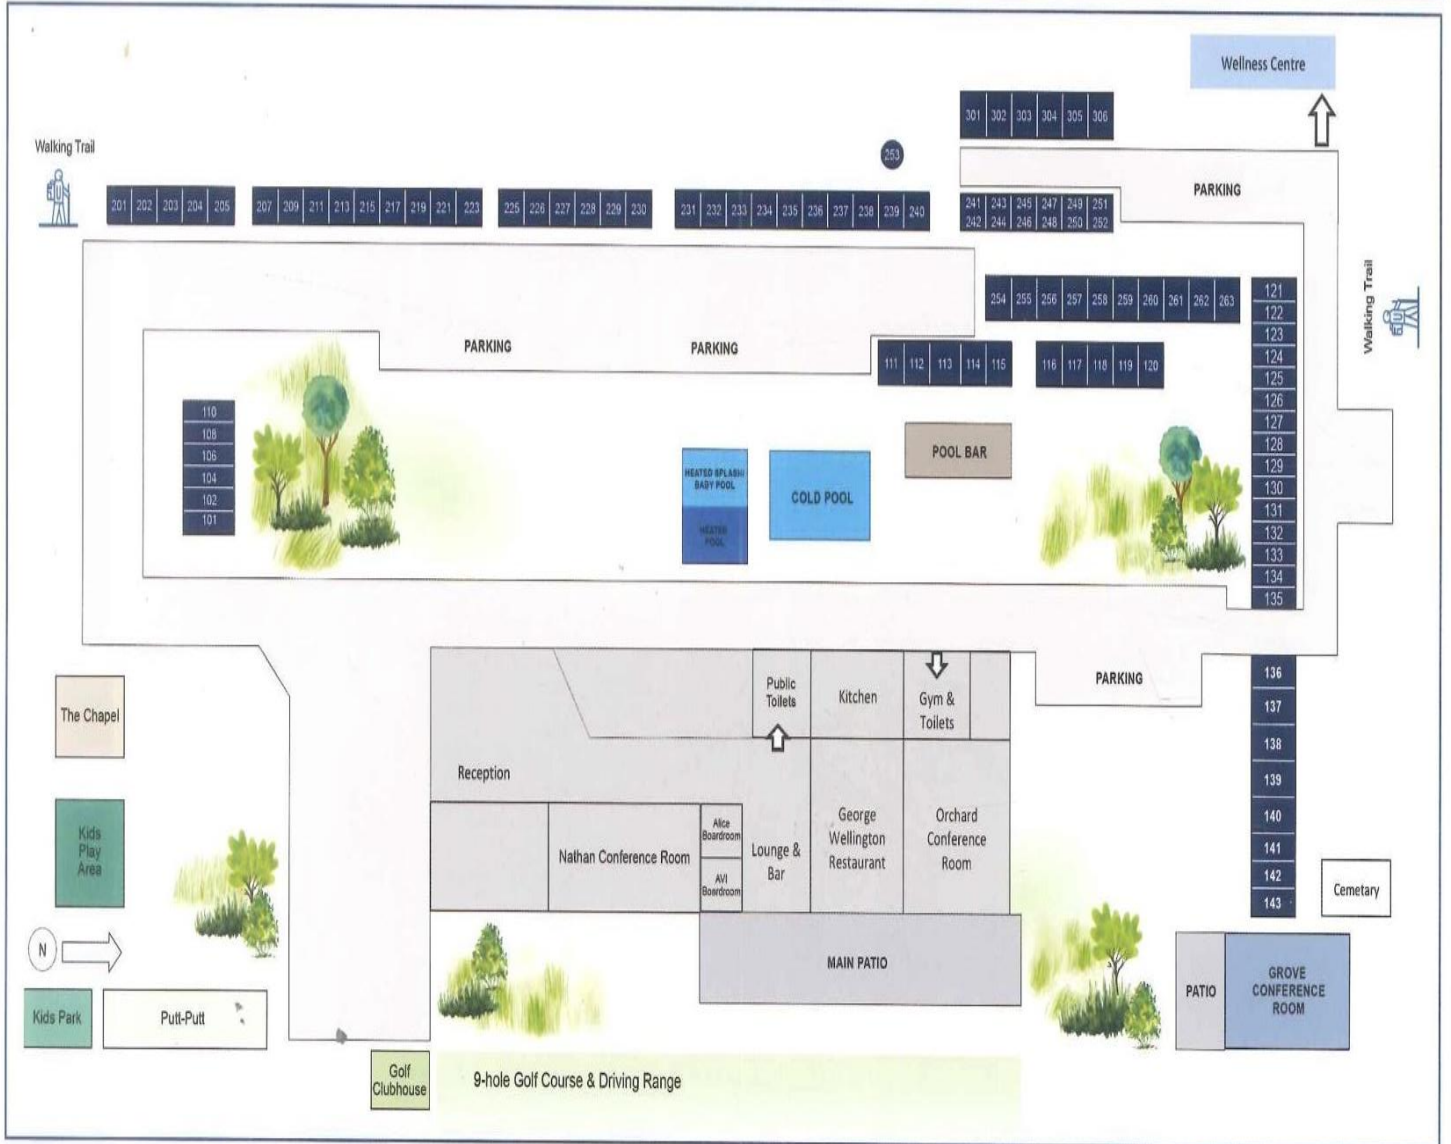 Wellness Centre
301 302 303 304 305 306
Walking Trail
253
PARKING
201 202 203 204 205
207 209 211 213 215 217 219 221 223
225 226 227 228 229 230
231 232 233 234 235 236 237 238 239 240
241 243 245 247 249 251
242 244 246 248 250 252
254 255 256 257 258 259 260 261 262 263
Walking Trail
PARKING
PARKING
111 112 113 114 115
116 117 118 119 120
121
122
123
124
125
126
127
128
129
130
131
132
133
134
135
110
108
106
104
102
101
HEATED SPLASH/
BABY POOL
HEATED
POOL
COLD POOL
POOL BAR
The Chapel
Public
Toilets
Kitchen
Gym &
Toilets
PARKING
136
137
138
139
140
141
142
143
Reception
Kids
Play
Area
Nathan Conference Room
Alice
Boardroom
AVI
Boardroom
Lounge &
Bar
George
Wellington
Restaurant
Orchard
Conference
Room
Cemetary
N
MAIN PATIO
PATIO
GROVE
CONFERENCE
ROOM
Kids Park
Putt-Putt
Golf
Clubhouse
9-hole Golf Course & Driving Range